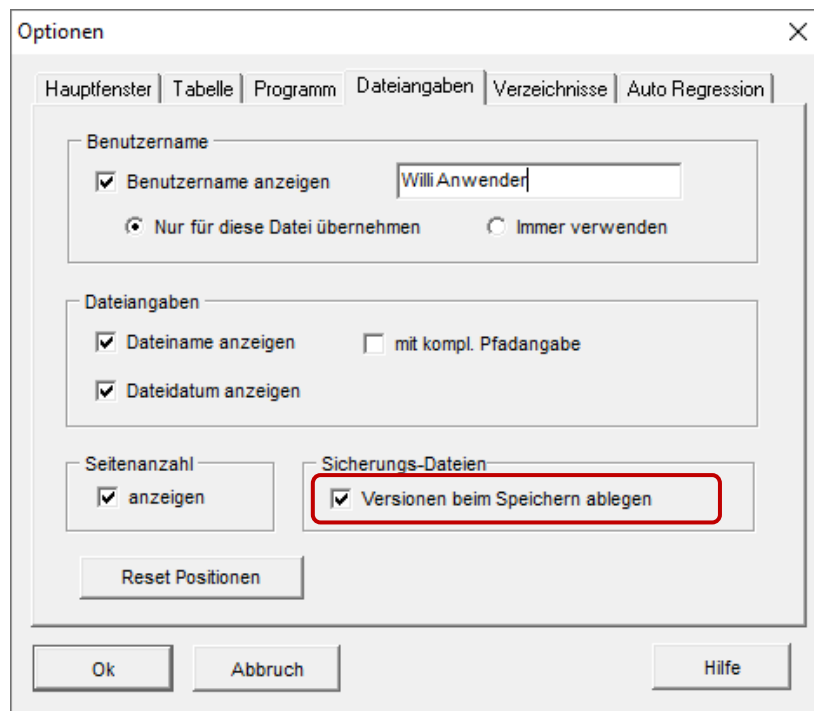 Optionen
Hauptfenster Tabelle Programm Dateiangaben Verzeichnisse Auto Regression
Benutzername
Benutzername anzeigen Willi Anwender
Nur für diese Datei übernehmen Immer verwenden
Dateiangaben
Dateiname anzeigen mit kompl. Pfadangabe
Dateidatum anzeigen
Seitenanzahl Sicherungs-Dateien
anzeigen Versionen beim Speichern ablegen
Reset Positionen
Ok Abbruch Hilfe